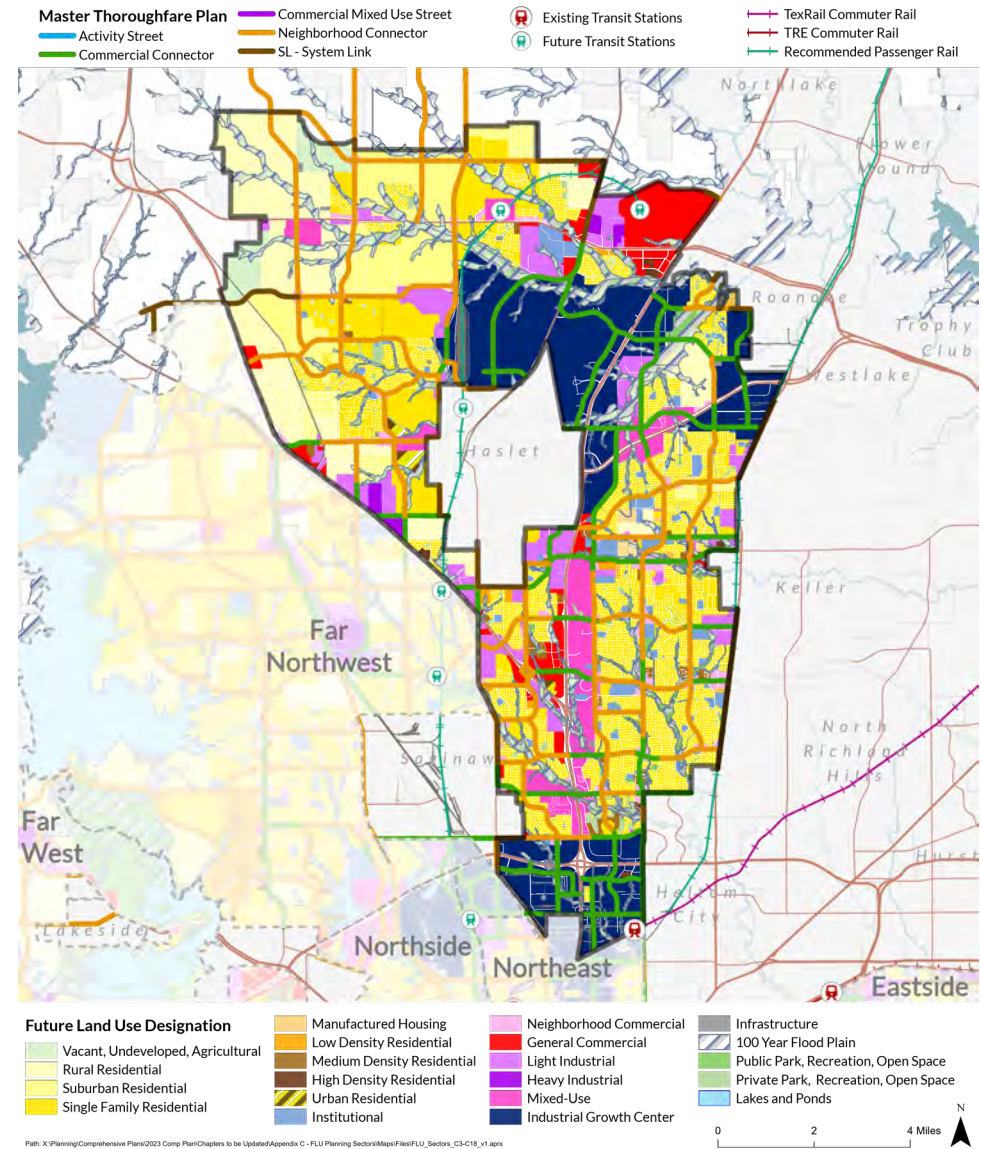 Master Thoroughfare Plan
Activity Street
Commercial Connector
Commercial Mixed Use Street
Neighborhood Connector
SL - System Link
Existing Transit Stations
Future Transit Stations
TexRail Commuter Rail
TRE Commuter Rail
Recommended Passenger Rail
Northlake
Flower
Mound
Roanoke
Trophy
Club
Westlake
Haslet
Keller
Far
Northwest
North
Richland
Hills
Saginaw
Far
West
Hurst
Haltom
City
Lakeside
Northside
Northeast
Eastside
Future Land Use Designation
Vacant, Undeveloped, Agricultural
Rural Residential
Suburban Residential
Single Family Residential
Manufactured Housing
Low Density Residential
Medium Density Residential
High Density Residential
Urban Residential
Institutional
Neighborhood Commercial
General Commercial
Light Industrial
Heavy Industrial
Mixed-Use
Industrial Growth Center
Infrastructure
100 Year Flood Plain
Public Park, Recreation, Open Space
Private Park, Recreation, Open Space
Lakes and Ponds
N
0 2 4 Miles
Path: X:\Planning\Comprehensive Plans\2023 Comp Plan\Chapters to be Updated\Appendix C - FLU Planning Sectors\Maps\Files\FLU_Sectors_C3-C18_v1.aprx